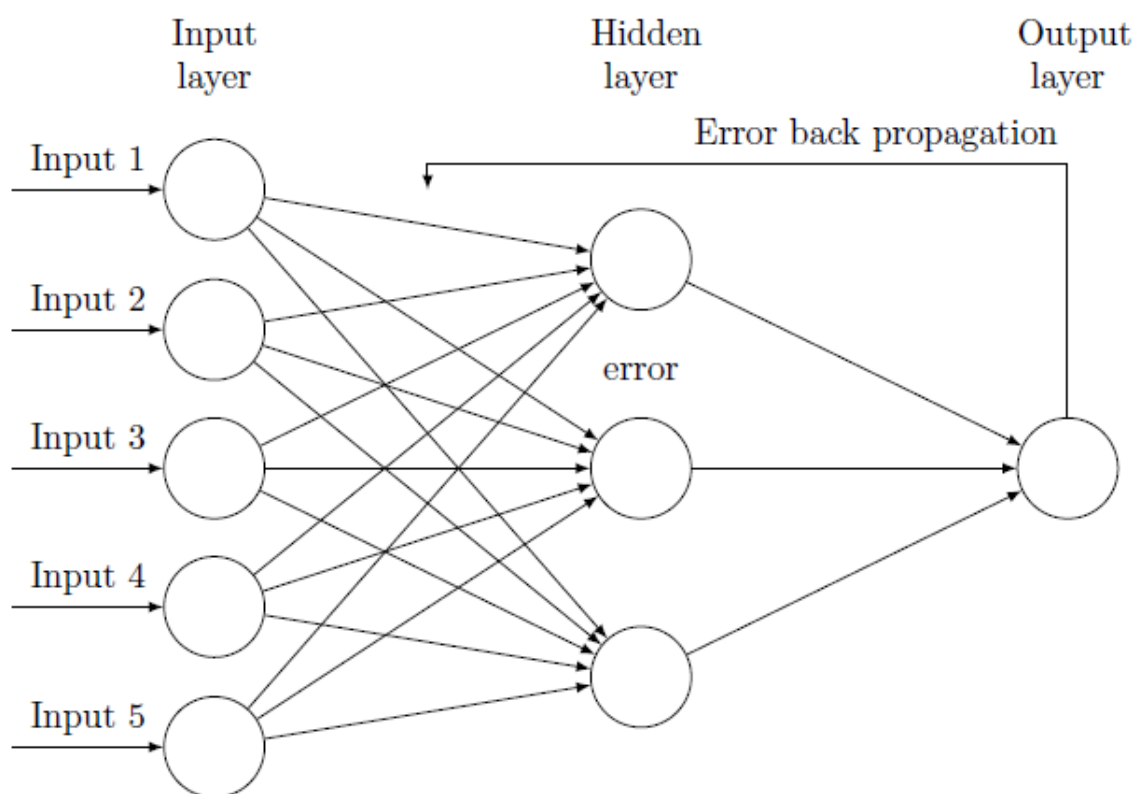 Input
layer
Hidden
layer
Output
layer
Error back propagation
Input 1
Input 2
error
Input 3
Input 4
Input 5